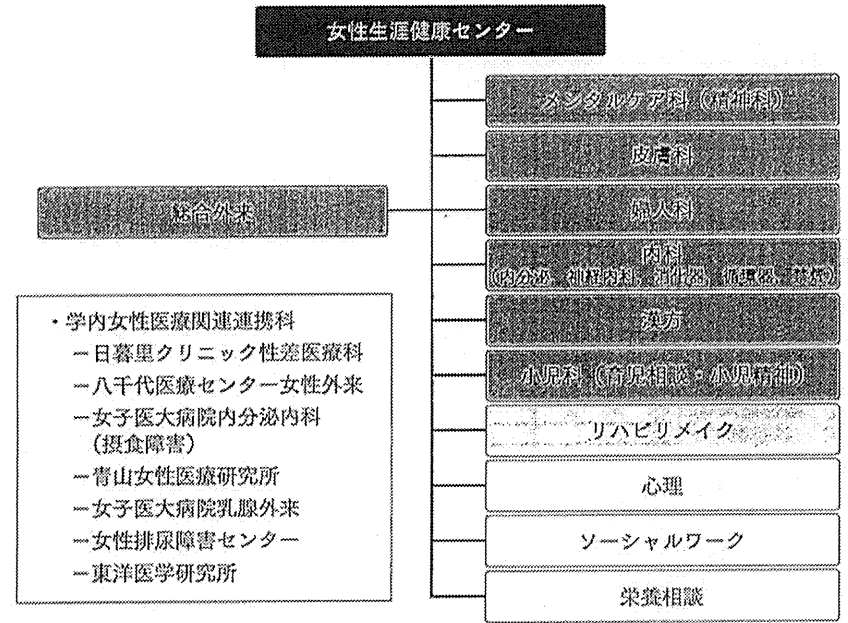 女性生涯健康センター
メンタルケア科(精神科)
皮膚科
総合外来
婦人科
内科
(内分泌、神経内科、消化器、循環器、禁煙)
漢方
小児科(育児相談・小児精神)
リハビリメイク
心理
ソーシャルワーク
栄養相談
・学内女性医療関連連携科
ー日暮里クリニック性差医療科
ー八千代医療センター女性外来
ー女子医大病院内分泌内科
(摂食障害)
ー青山女性医療研究所
ー女子医大病院乳腺外来
ー女性排尿障害センター
ー東洋医学研究所